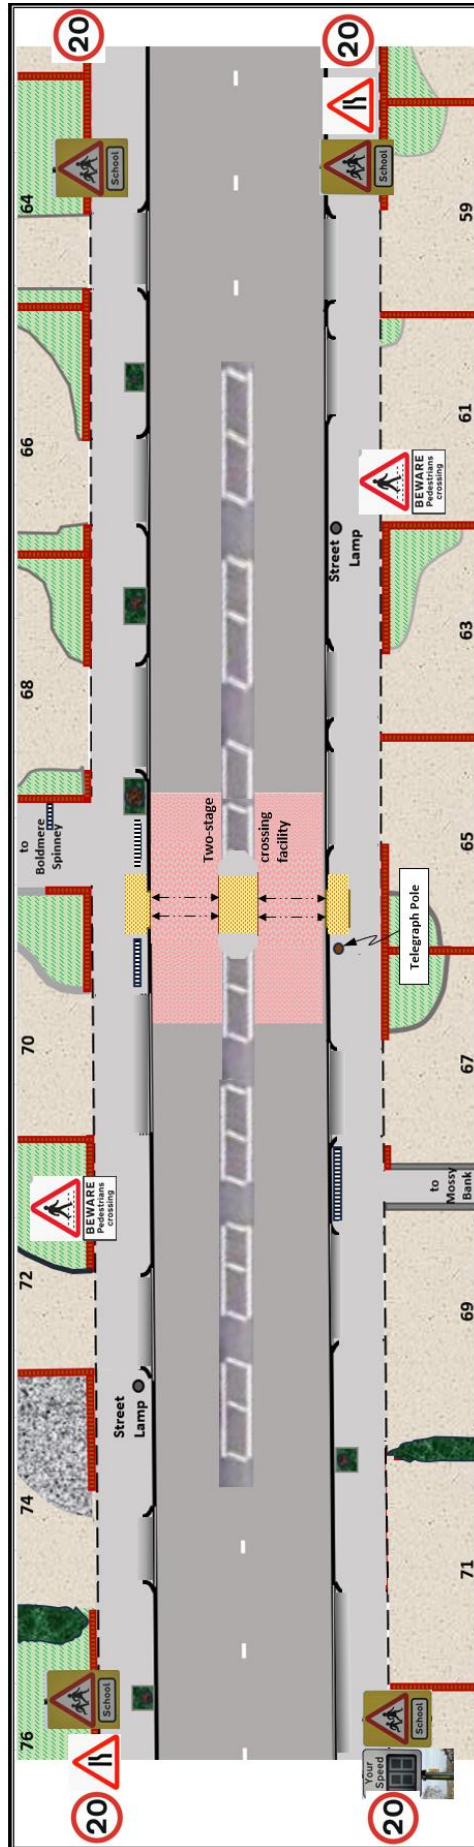 76
74
72
70
to
Boldmere
Spinney
68
66
64
20
School
BEWARE
Pedestrians
crossing
School
20
Street
Lamp
Two-stage
crossing
facility
Street
Lamp
20
School
BEWARE
Pedestrians
crossing
School
20
Your
Speed
Telegraph Pole
to
Mossy
Bank
71
69
67
65
63
61
59